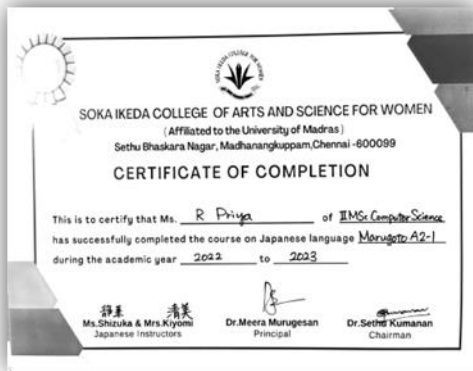 SOKA IKEDA COLLEGE OF ARTS AND SCIENCE FOR WOMEN
(Affiliated to the University of Madras)
Sethu Bhaskara Nagar, Madhanangkuppam,Chennai -600099
CERTIFICATE OF COMPLETION
This is to certify that Ms. R Priya of II MSc Computer Science
has successfully completed the course on Japanese language Marugoto A2-1
during the academic year 2022 to 2023
静香 清美
Ms.Shizuka & Mrs.Kiyomi Dr.Meera Murugesan Dr.Sethu Kumanan
Japanese Instructors Principal Chairman